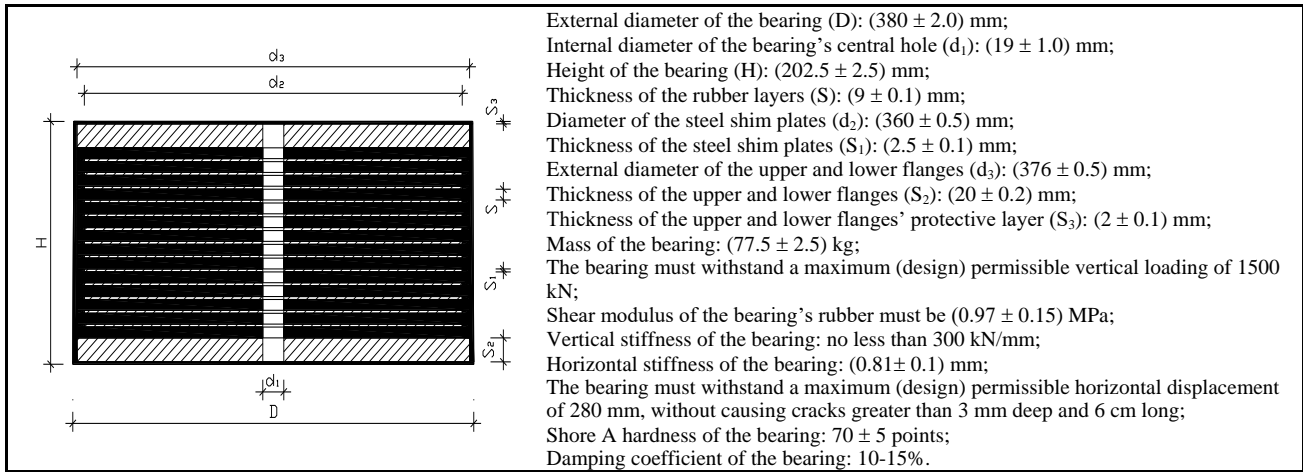 External diameter of the bearing (D): (380 ± 2.0) mm;
Internal diameter of the bearing’s central hole (d₁): (19 ± 1.0) mm;
Height of the bearing (H): (202.5 ± 2.5) mm;
Thickness of the rubber layers (S): (9 ± 0.1) mm;
Diameter of the steel shim plates (d₂): (360 ± 0.5) mm;
Thickness of the steel shim plates (S₁): (2.5 ± 0.1) mm;
External diameter of the upper and lower flanges (d₃): (376 ± 0.5) mm;
Thickness of the upper and lower flanges (S₂): (20 ± 0.2) mm;
Thickness of the upper and lower flanges’ protective layer (S₃): (2 ± 0.1) mm;
Mass of the bearing: (77.5 ± 2.5) kg;
The bearing must withstand a maximum (design) permissible vertical loading of 1500
kN;
Shear modulus of the bearing’s rubber must be (0.97 ± 0.15) MPa;
Vertical stiffness of the bearing: no less than 300 kN/mm;
Horizontal stiffness of the bearing: (0.81± 0.1) mm;
The bearing must withstand a maximum (design) permissible horizontal displacement
of 280 mm, without causing cracks greater than 3 mm deep and 6 cm long;
Shore A hardness of the bearing: 70 ± 5 points;
Damping coefficient of the bearing: 10-15%.
d₃
d₂
S₃
H
S
S₁
S₂
d₁
D